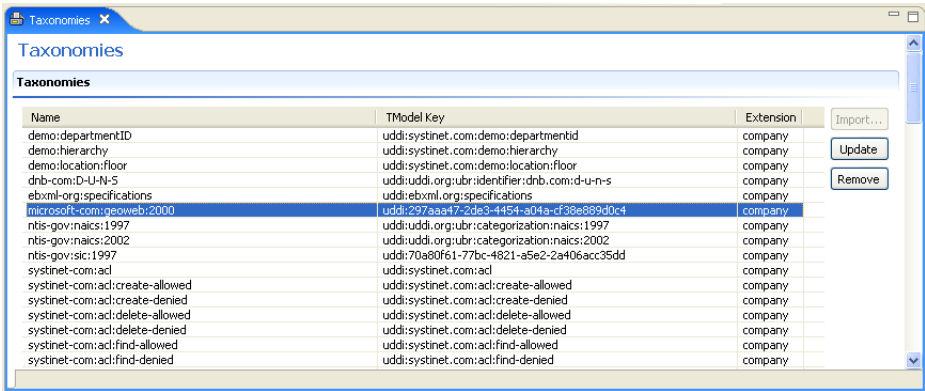 Taxonomies
Taxonomies
Taxonomies
Name TModel Key Extension Import...
demo:departmentID uddi:systinet.com:demo:departmentid company
demo:hierarchy uddi:systinet.com:demo:hierarchy company Update
demo:location:floor uddi:systinet.com:demo:location:floor company
dnb-com:D-U-N-S uddi:uddi.org:ubr:identifier:dnb.com:d-u-n-s company Remove
ebxml-org:specifications uddi:ebxml.org:specifications company
microsoft-com:geoweb:2000 uddi:297aaa47-2de3-4454-a04a-cf38e889d0c4 company
ntis-gov:naics:1997 uddi:uddi.org:ubr:categorization:naics:1997 company
ntis-gov:naics:2002 uddi:uddi.org:ubr:categorization:naics:2002 company
ntis-gov:sic:1997 uddi:70a80f61-77bc-4821-a5e2-2a406acc35dd company
systinet-com:acl uddi:systinet.com:acl company
systinet-com:acl:create-allowed uddi:systinet.com:acl:create-allowed company
systinet-com:acl:create-denied uddi:systinet.com:acl:create-denied company
systinet-com:acl:delete-allowed uddi:systinet.com:acl:delete-allowed company
systinet-com:acl:delete-denied uddi:systinet.com:acl:delete-denied company
systinet-com:acl:find-allowed uddi:systinet.com:acl:find-allowed company
systinet-com:acl:find-denied uddi:systinet.com:acl:find-denied company